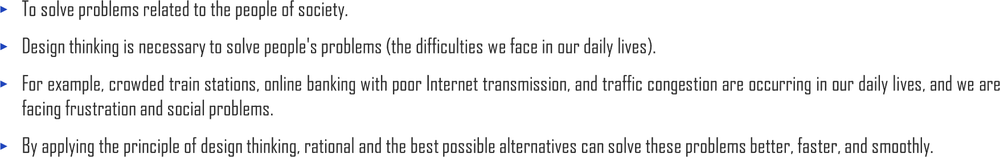 ▶ To solve problems related to the people of society.
▶ Design thinking is necessary to solve people's problems (the difficulties we face in our daily lives).
▶ For example, crowded train stations, online banking with poor Internet transmission, and traffic congestion are occurring in our daily lives, and we are
facing frustration and social problems.
▶ By applying the principle of design thinking, rational and the best possible alternatives can solve these problems better, faster, and smoothly.